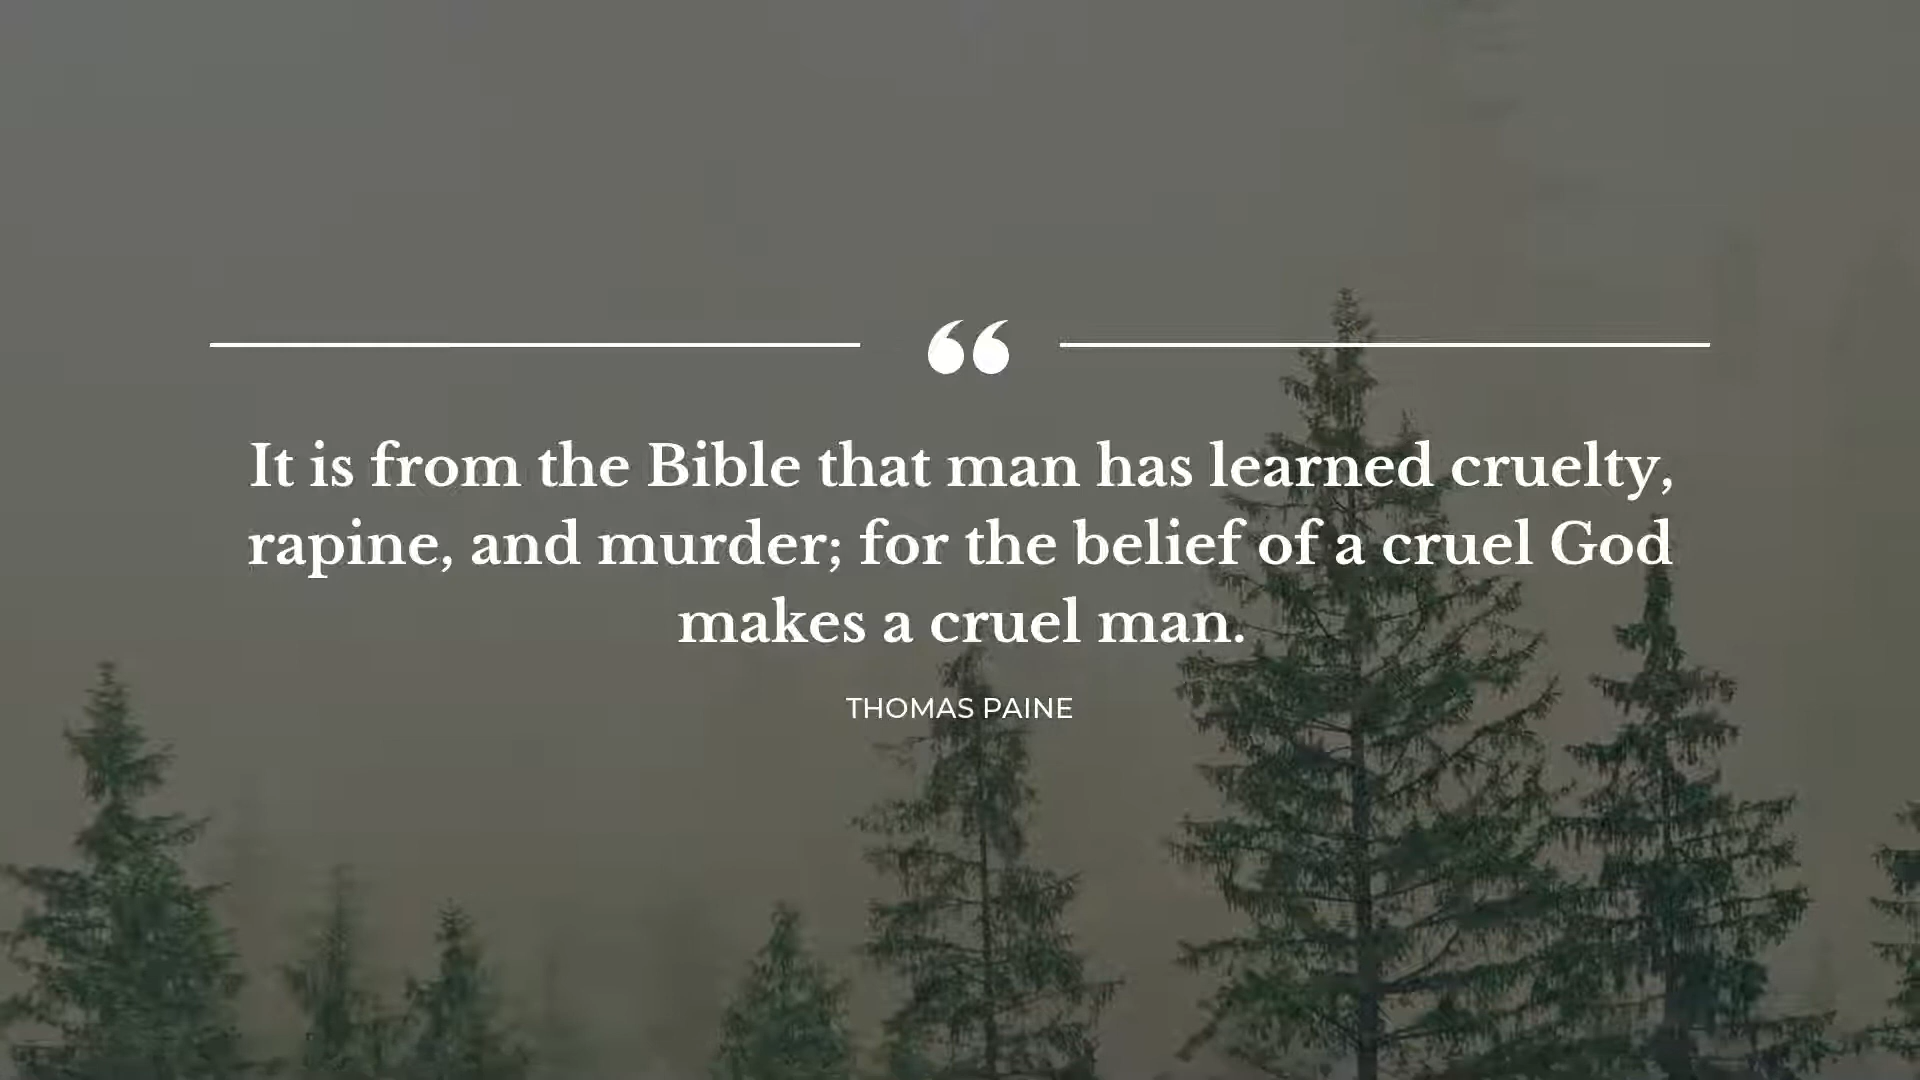 “
It is from the Bible that man has learned cruelty,
rapine, and murder; for the belief of a cruel God
makes a cruel man.
THOMAS PAINE